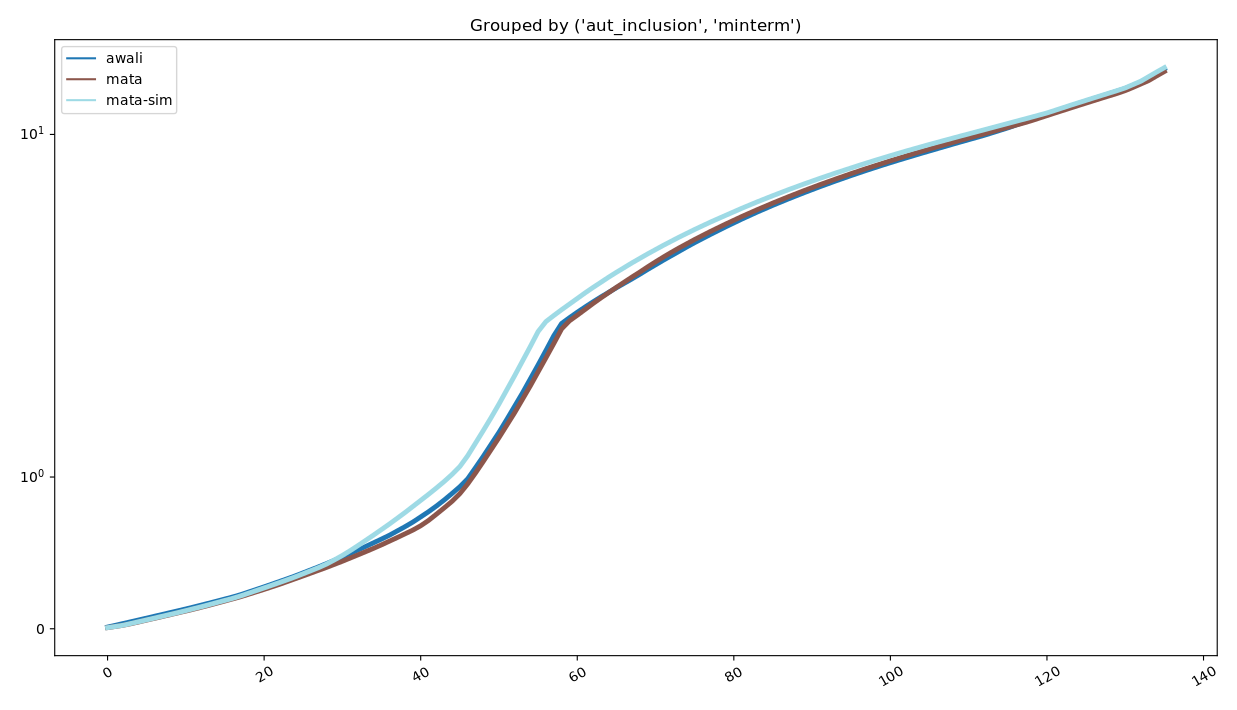 Grouped by ('aut_inclusion', 'minterm')
awali
mata
mata-sim
10¹
10⁰
0
0 20 40 60 80 100 120 140